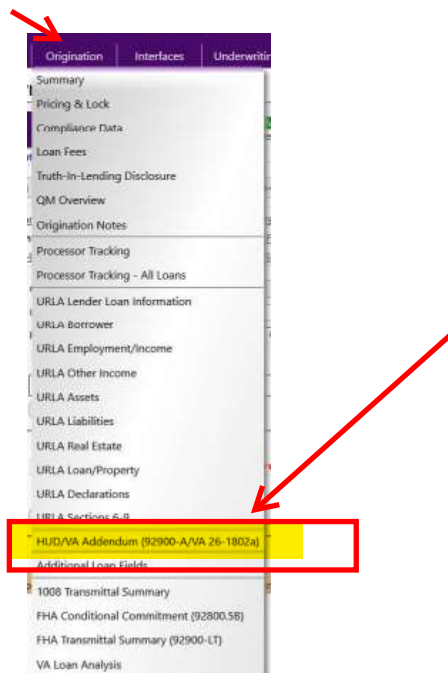 Origination Interfaces Underwritin
Summary
Pricing & Lock
Compliance Data
Loan Fees
Truth-In-Lending Disclosure
QM Overview
Origination Notes
Processor Tracking
Processor Tracking - All Loans
URLA Lender Loan Information
URLA Borrower
URLA Employment/Income
URLA Other Income
URLA Assets
URLA Liabilities
URLA Real Estate
URLA Loan/Property
URLA Declarations
URLA Sections 6-9
HUD/VA Addendum (92900-A/VA 26-1802a)
Additional Loan Fields
1008 Transmittal Summary
FHA Conditional Commitment (92800.5B)
FHA Transmittal Summary (92900-LT)
VA Loan Analysis